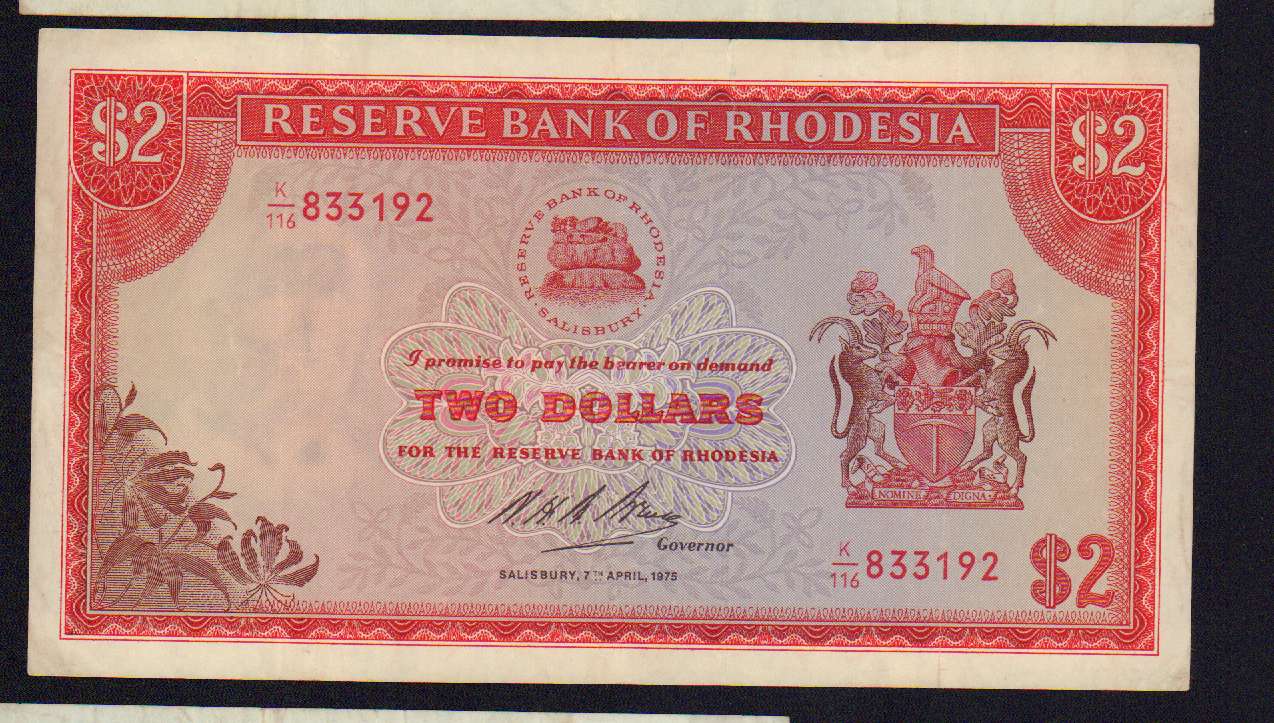 $2
RESERVE BANK OF RHODESIA
$2
K/116 833192
RESERVE BANK OF RHODESIA
· SALISBURY ·
I promise to pay the bearer on demand
TWO DOLLARS
FOR THE RESERVE BANK OF RHODESIA
NOMINE DIGNA
Governor
K/116 833192
$2
SALISBURY, 7TH APRIL, 1975